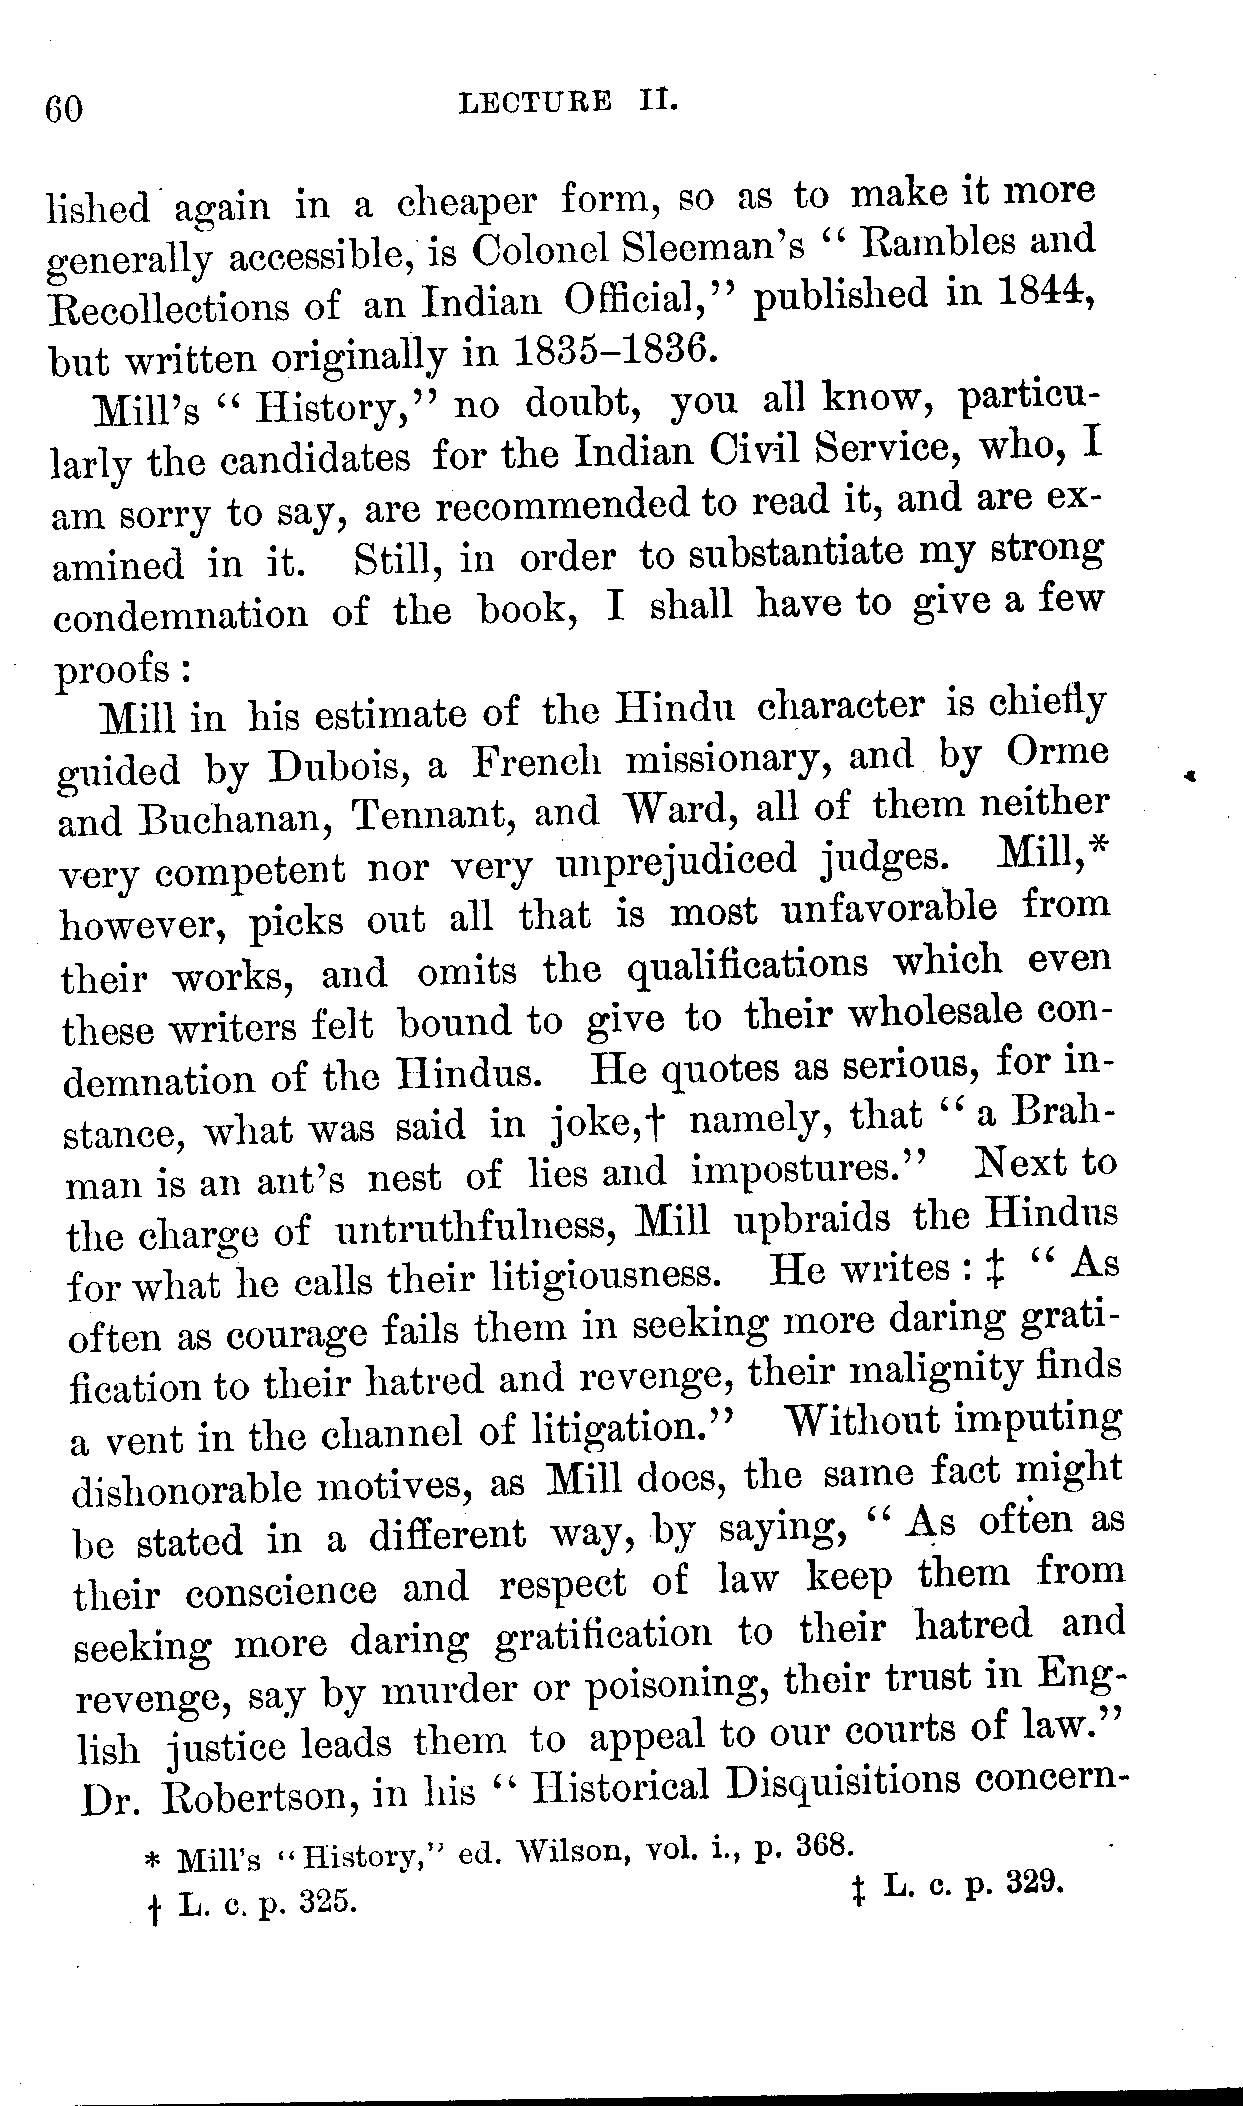 60 LECTURE II.
lished again in a cheaper form, so as to make it more
generally accessible, is Colonel Sleeman's " Rambles and
Recollections of an Indian Official," published in 1844,
but written originally in 1835–1836.
Mill's " History," no doubt, you all know, particu-
larly the candidates for the Indian Civil Service, who, I
am sorry to say, are recommended to read it, and are ex-
amined in it. Still, in order to substantiate my strong
condemnation of the book, I shall have to give a few
proofs :
Mill in his estimate of the Hindu character is chiefly
guided by Dubois, a French missionary, and by Orme
and Buchanan, Tennant, and Ward, all of them neither
very competent nor very unprejudiced judges. Mill,*
however, picks out all that is most unfavorable from
their works, and omits the qualifications which even
these writers felt bound to give to their wholesale con-
demnation of the Hindus. He quotes as serious, for in-
stance, what was said in joke,† namely, that " a Brah-
man is an ant's nest of lies and impostures." Next to
the charge of untruthfulness, Mill upbraids the Hindus
for what he calls their litigiousness. He writes : ‡ " As
often as courage fails them in seeking more daring grati-
fication to their hatred and revenge, their malignity finds
a vent in the channel of litigation." Without imputing
dishonorable motives, as Mill does, the same fact might
be stated in a different way, by saying, " As often as
their conscience and respect of law keep them from
seeking more daring gratification to their hatred and
revenge, say by murder or poisoning, their trust in Eng-
lish justice leads them to appeal to our courts of law."
Dr. Robertson, in his " Historical Disquisitions concern-
* Mill's "History," ed. Wilson, vol. i., p. 368.
† L. c. p. 325. ‡ L. c. p. 329.